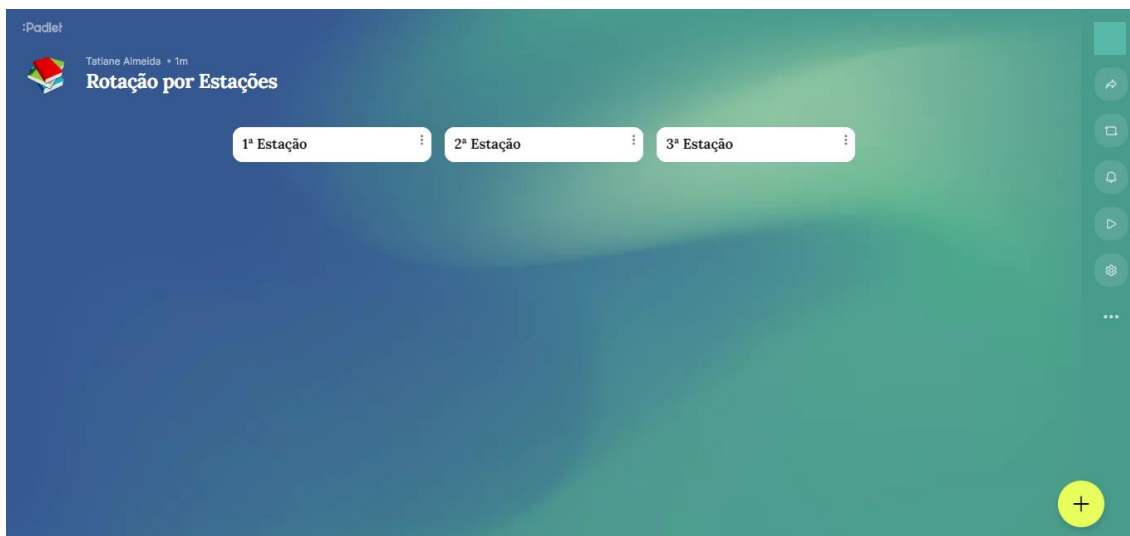 :Padlet
Tatiane Almeida • 1m
Rotação por Estações
1ª Estação
2ª Estação
3ª Estação